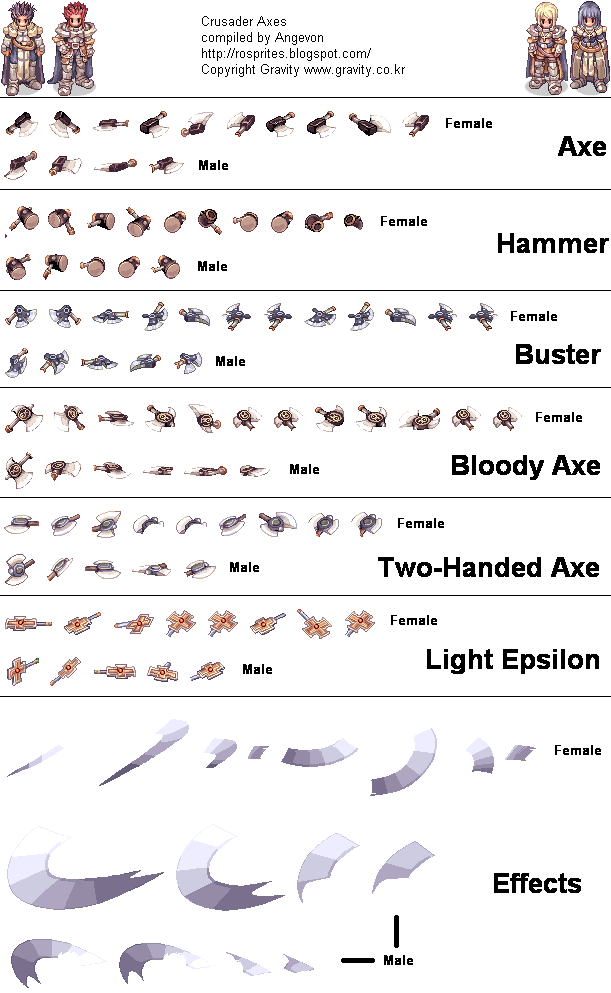 Crusader Axes
compiled by Angevon
http://rosprites.blogspot.com/
Copyright Gravity www.gravity.co.kr
Female
Axe
Male
Female
Hammer
Male
Female
Buster
Male
Female
Bloody Axe
Male
Female
Two-Handed Axe
Male
Female
Light Epsilon
Male
Female
Effects
Male